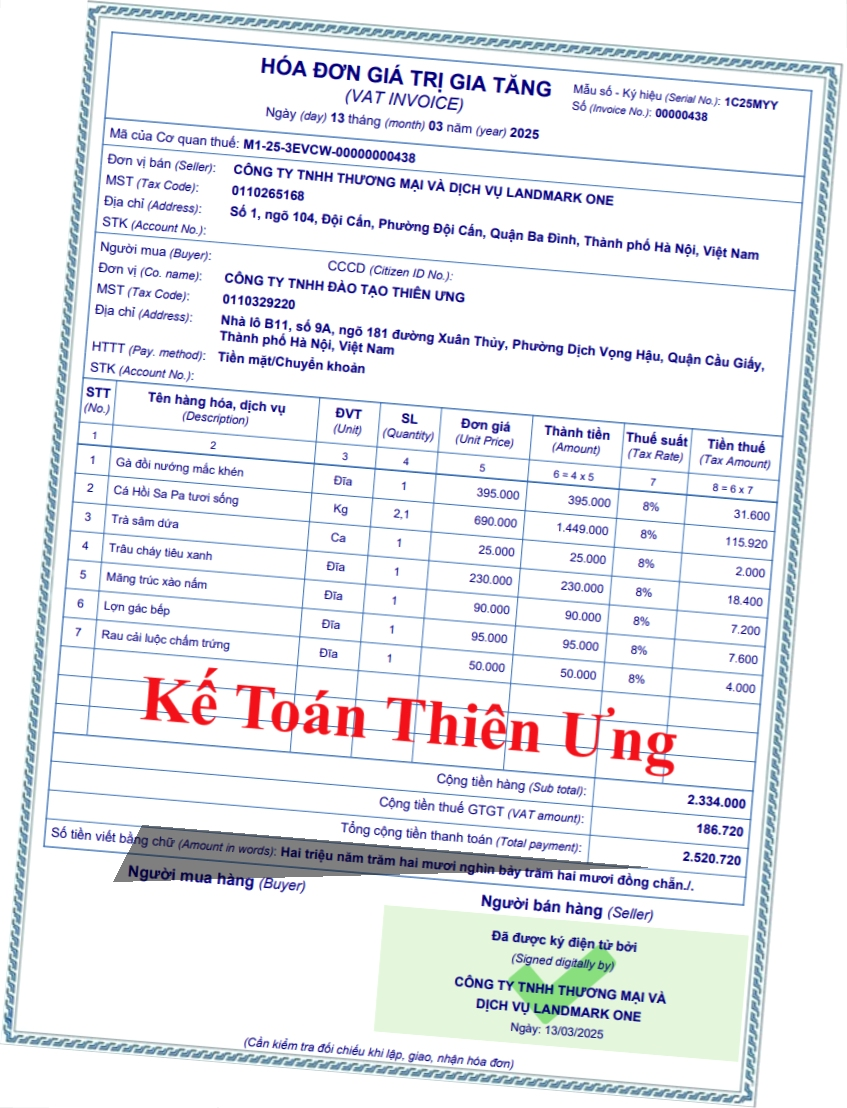 HÓA ĐƠN GIÁ TRỊ GIA TĂNG
(VAT INVOICE)
Ngày (day) 13 tháng (month) 03 năm (year) 2025
Mẫu số - Ký hiệu (Serial No.): 1C25MYY
Số (Invoice No.): 00000438
Mã của Cơ quan thuế: M1-25-3EVCW-00000000438
Đơn vị bán (Seller): CÔNG TY TNHH THƯƠNG MẠI VÀ DỊCH VỤ LANDMARK ONE
MST (Tax Code): 0110265168
Địa chỉ (Address): Số 1, ngõ 104, Đội Cấn, Phường Đội Cấn, Quận Ba Đình, Thành phố Hà Nội, Việt Nam
STK (Account No.):
Người mua (Buyer): CCCD (Citizen ID No.):
Đơn vị (Co. name): CÔNG TY TNHH ĐÀO TẠO THIÊN ƯNG
MST (Tax Code): 0110329220
Địa chỉ (Address): Nhà lô B11, số 9A, ngõ 181 đường Xuân Thủy, Phường Dịch Vọng Hậu, Quận Cầu Giấy,
Thành phố Hà Nội, Việt Nam
HTTT (Pay. method): Tiền mặt/Chuyển khoản
STK (Account No.):
STT (No.) Tên hàng hóa, dịch vụ (Description) ĐVT (Unit) SL (Quantity) Đơn giá (Unit Price) Thành tiền (Amount) Thuế suất (Tax Rate) Tiền thuế (Tax Amount)
1 2 3 4 5 6 = 4 x 5 7 8 = 6 x 7
1 Gà đồi nướng mắc khén Đĩa 1 395.000 395.000 8% 31.600
2 Cá Hồi Sa Pa tươi sống Kg 2,1 690.000 1.449.000 8% 115.920
3 Trà sâm dứa Ca 1 25.000 25.000 8% 2.000
4 Trâu cháy tiêu xanh Đĩa 1 230.000 230.000 8% 18.400
5 Măng trúc xào nấm Đĩa 1 90.000 90.000 8% 7.200
6 Lợn gác bếp Đĩa 1 95.000 95.000 8% 7.600
7 Rau cải luộc chấm trứng Đĩa 1 50.000 50.000 8% 4.000
Kế Toán Thiên Ưng
Cộng tiền hàng (Sub total): 2.334.000
Cộng tiền thuế GTGT (VAT amount): 186.720
Tổng cộng tiền thanh toán (Total payment): 2.520.720
Số tiền viết bằng chữ (Amount in words): Hai triệu năm trăm hai mươi nghìn bảy trăm hai mươi đồng chẵn./.
Người mua hàng (Buyer)
Người bán hàng (Seller)
Đã được ký điện tử bởi
(Signed digitally by)
CÔNG TY TNHH THƯƠNG MẠI VÀ
DỊCH VỤ LANDMARK ONE
Ngày: 13/03/2025
(Cần kiểm tra đối chiếu khi lập, giao, nhận hóa đơn)